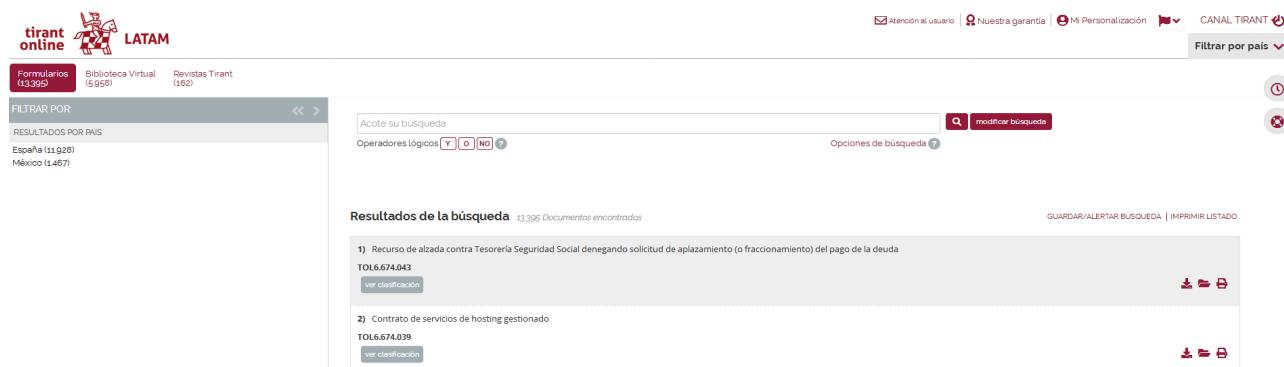 tirant online LATAM
Atención al usuario Nuestra garantía Mi Personalización CANAL TIRANT
Filtrar por país
Formularios (13.395) Biblioteca Virtual (5.958) Revistas Tirant (162)
FILTRAR POR:
RESULTADOS POR PAÍS
España (11.928)
México (1.467)
Acote su búsqueda modificar búsqueda
Operadores lógicos Y O NO ? Opciones de búsqueda ?
Resultados de la búsqueda 13.395 Documentos encontrados GUARDAR/ALERTAR BÚSQUEDA | IMPRIMIR LISTADO
1) Recurso de alzada contra Tesorería Seguridad Social denegando solicitud de aplazamiento (o fraccionamiento) del pago de la deuda
TOL6.674.043
ver clasificación
2) Contrato de servicios de hosting gestionado
TOL6.674.039
ver clasificación